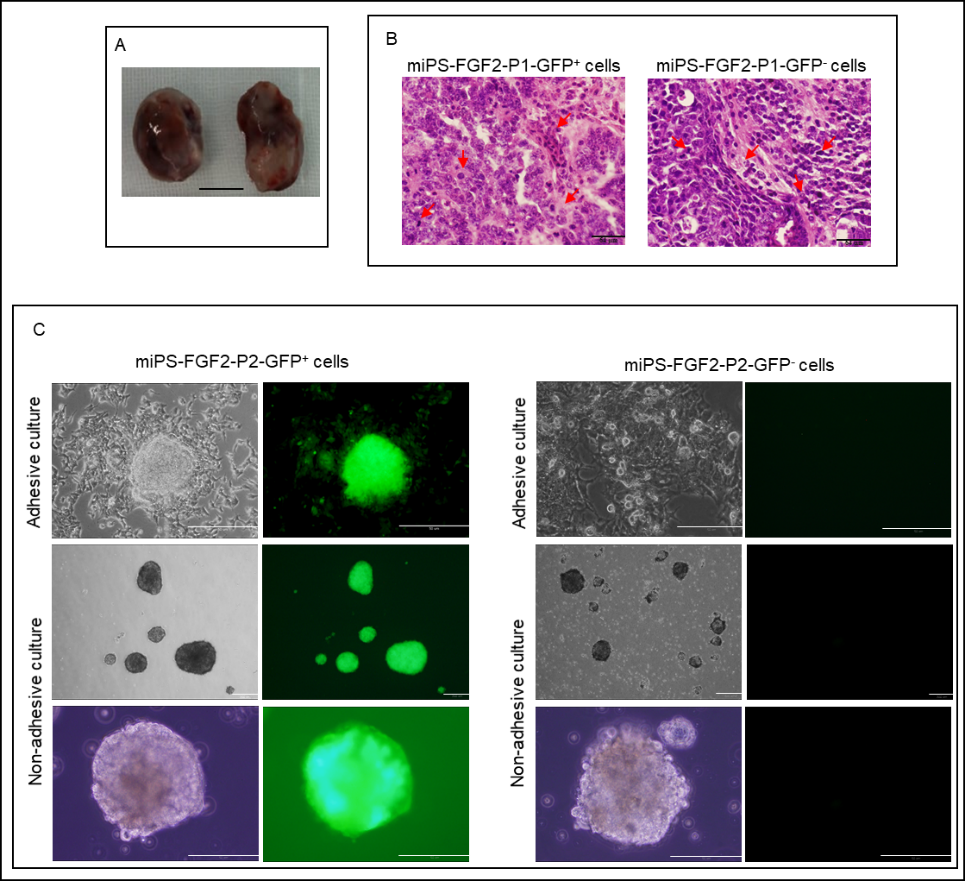 A
B
miPS-FGF2-P1-GFP+ cells
miPS-FGF2-P1-GFP- cells
C
miPS-FGF2-P2-GFP+ cells
miPS-FGF2-P2-GFP- cells
Adhesive culture
Adhesive culture
Non-adhesive culture
Non-adhesive culture